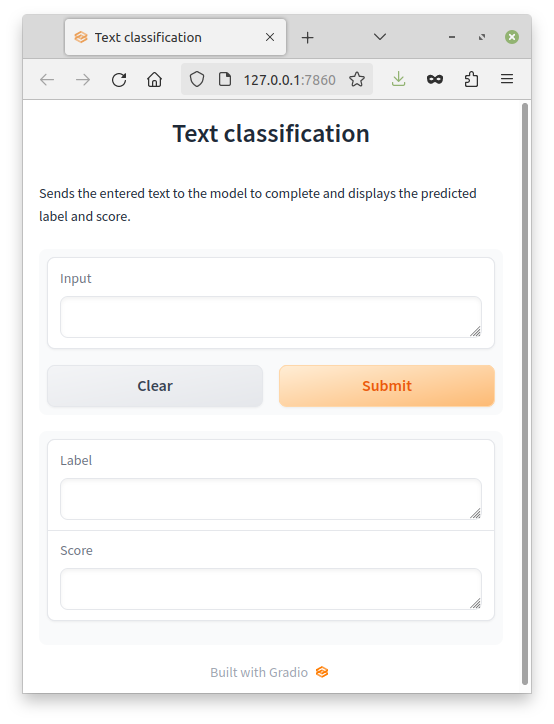 Text classification
127.0.0.1:7860
Text classification
Sends the entered text to the model to complete and displays the predicted
label and score.
Input
Clear
Submit
Label
Score
Built with Gradio